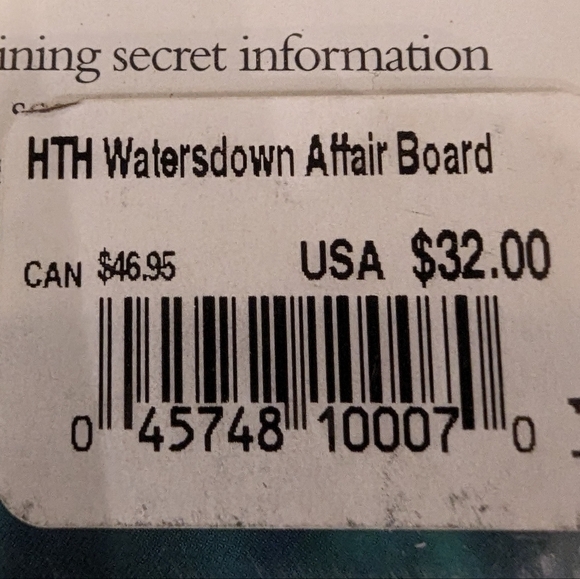 ining secret information
HTH Watersdown Affair Board
CAN $46.95 USA $32.00
0 45748 10007 0